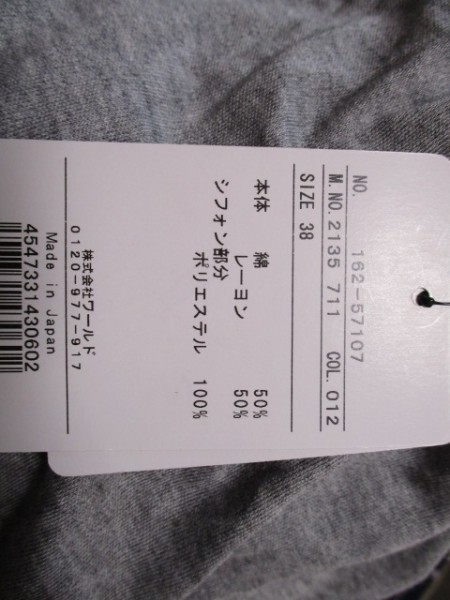 NO. 162-57107
M. NO. 2135 711 COL. 012
SIZE 38
本体 綿 50%
レーヨン 50%
シフォン部分
ポリエステル 100%
株式会社ワールド
0120-977-917
Made in Japan
4547331430602